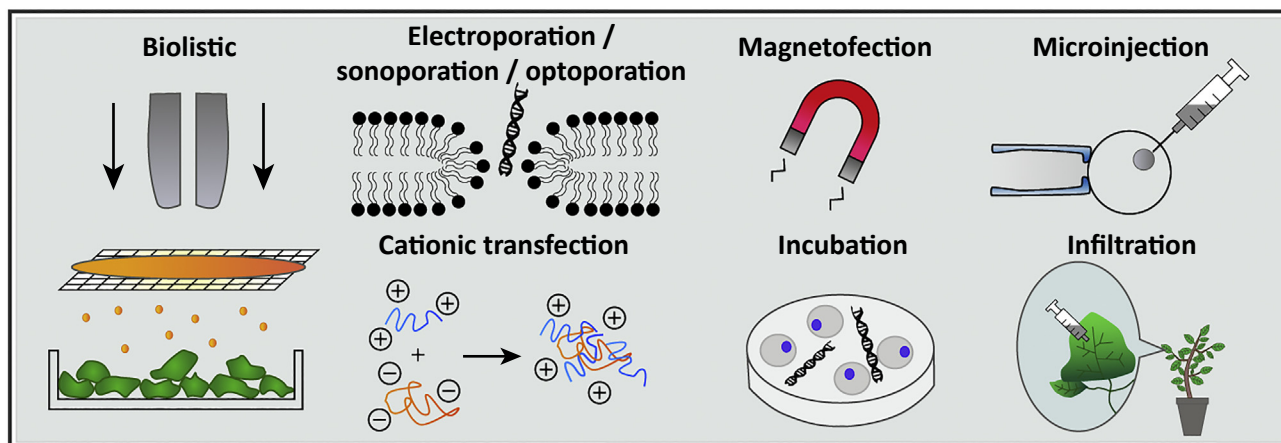 Biolistic
Electroporation /
sonoporation / optoporation
Magnetofection
Microinjection
Cationic transfection
Incubation
Infiltration
+
+
+
+
−
−
−
+
+
+
+